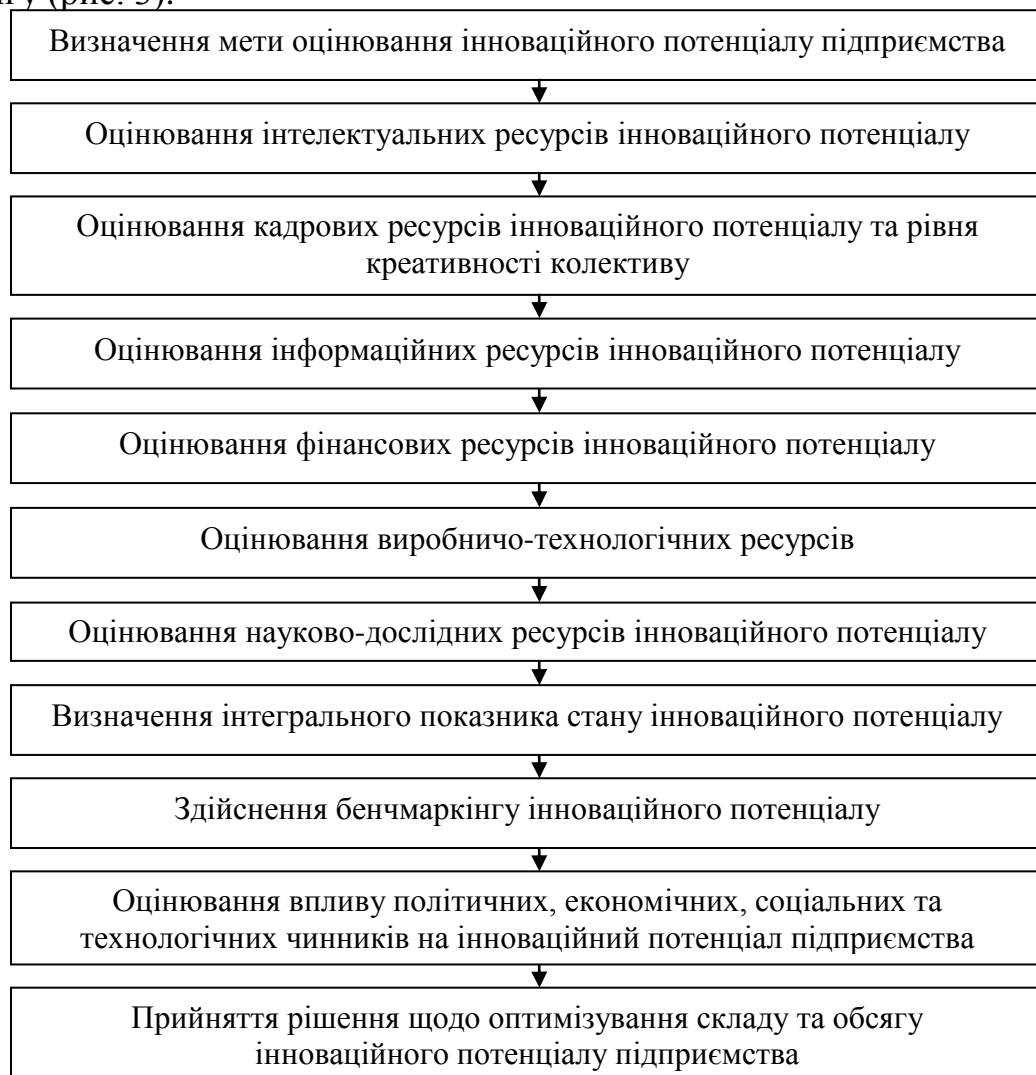 (рис. 3).
Визначення мети оцінювання інноваційного потенціалу підприємства
Оцінювання інтелектуальних ресурсів інноваційного потенціалу
Оцінювання кадрових ресурсів інноваційного потенціалу та рівня
креативності колективу
Оцінювання інформаційних ресурсів інноваційного потенціалу
Оцінювання фінансових ресурсів інноваційного потенціалу
Оцінювання виробничо-технологічних ресурсів
Оцінювання науково-дослідних ресурсів інноваційного потенціалу
Визначення інтегрального показника стану інноваційного потенціалу
Здійснення бенчмаркінгу інноваційного потенціалу
Оцінювання впливу політичних, економічних, соціальних та
технологічних чинників на інноваційний потенціал підприємства
Прийняття рішення щодо оптимізування складу та обсягу
інноваційного потенціалу підприємства